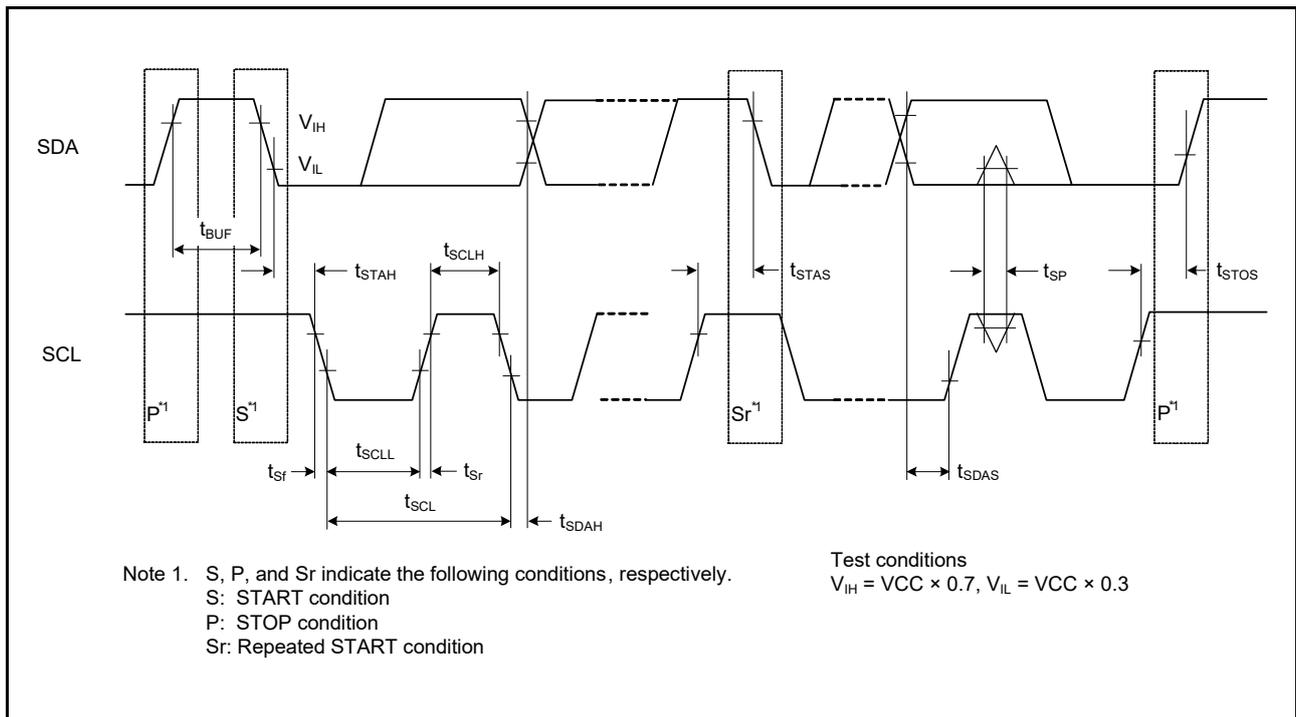 SDA
V_IH
V_IL
t_BUF
t_STAH
t_SCLH
t_STAS
t_SP
t_STOS
SCL
P*1
S*1
Sr*1
P*1
t_Sf
t_SCLL
t_Sr
t_SDAS
t_SCL
t_SDAH
Note 1. S, P, and Sr indicate the following conditions, respectively.
S: START condition
P: STOP condition
Sr: Repeated START condition
Test conditions
V_IH = VCC × 0.7, V_IL = VCC × 0.3